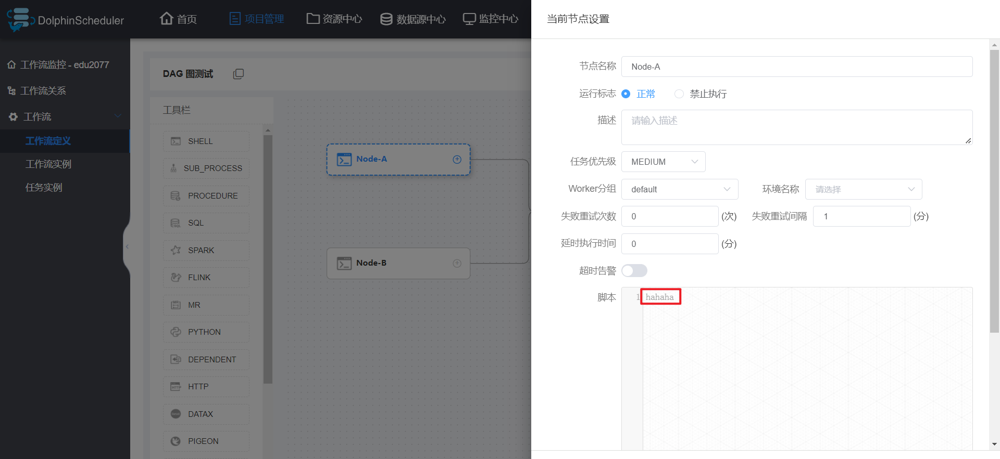 DolphinScheduler
首页
项目管理
资源中心
数据源中心
监控中心
工作流监控 - edu2077
工作流关系
工作流
工作流定义
工作流实例
任务实例
DAG 图测试
工具栏
SHELL
SUB_PROCESS
PROCEDURE
SQL
SPARK
FLINK
MR
PYTHON
DEPENDENT
HTTP
DATAX
PIGEON
Node-A
Node-B
当前节点设置
节点名称 Node-A
运行标志 正常 禁止执行
描述 请输入描述
任务优先级 MEDIUM
Worker分组 default 环境名称 请选择
失败重试次数 0 (次) 失败重试间隔 1 (分)
延时执行时间 0 (分)
超时告警
脚本 1 hahaha